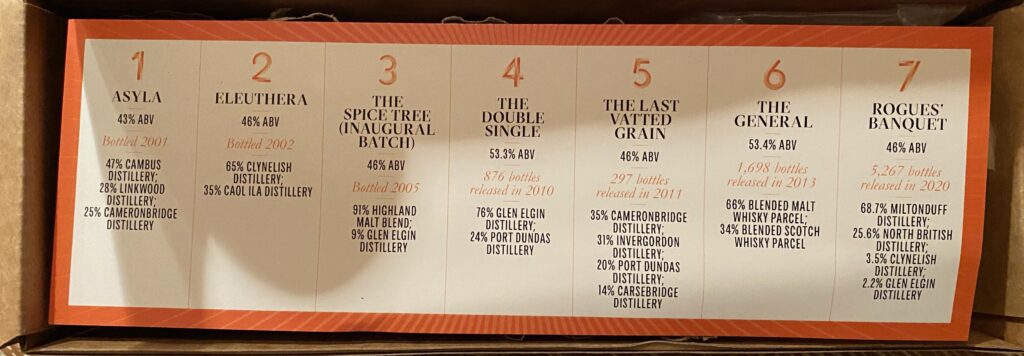 1
ASYLA
43% ABV
Bottled 2001
47% CAMBUS
DISTILLERY;
28% LINKWOOD
DISTILLERY;
25% CAMERONBRIDGE
DISTILLERY
2
ELEUTHERA
46% ABV
Bottled 2002
65% CLYNELISH
DISTILLERY;
35% CAOL ILA DISTILLERY
3
THE
SPICE TREE
(INAUGURAL
BATCH)
46% ABV
Bottled 2005
91% HIGHLAND
MALT BLEND;
9% GLEN ELGIN
DISTILLERY
4
THE
DOUBLE
SINGLE
53.3% ABV
876 bottles
released in 2010
76% GLEN ELGIN
DISTILLERY;
24% PORT DUNDAS
DISTILLERY
5
THE LAST
VATTED
GRAIN
46% ABV
297 bottles
released in 2011
35% CAMERONBRIDGE
DISTILLERY;
31% INVERGORDON
DISTILLERY;
20% PORT DUNDAS
DISTILLERY;
14% CARSEBRIDGE
DISTILLERY
6
THE
GENERAL
53.4% ABV
1,698 bottles
released in 2013
66% BLENDED MALT
WHISKY PARCEL;
34% BLENDED SCOTCH
WHISKY PARCEL
7
ROGUES'
BANQUET
46% ABV
5,267 bottles
released in 2020
68.7% MILTONDUFF
DISTILLERY;
25.6% NORTH BRITISH
DISTILLERY;
3.5% CLYNELISH
DISTILLERY;
2.2% GLEN ELGIN
DISTILLERY